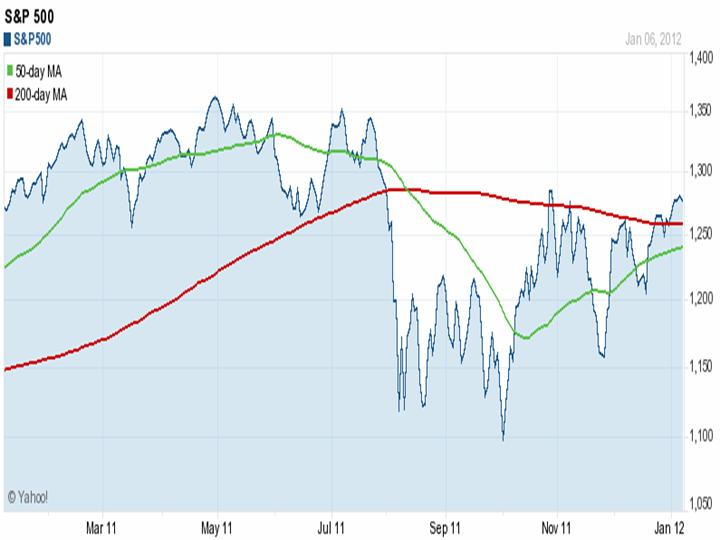 S&P 500
S&P500
Jan 06, 2012
50-day MA
200-day MA
1,400
1,350
1,300
1,250
1,200
1,150
1,100
1,050
© Yahoo!
Mar 11
May 11
Jul 11
Sep 11
Nov 11
Jan 12